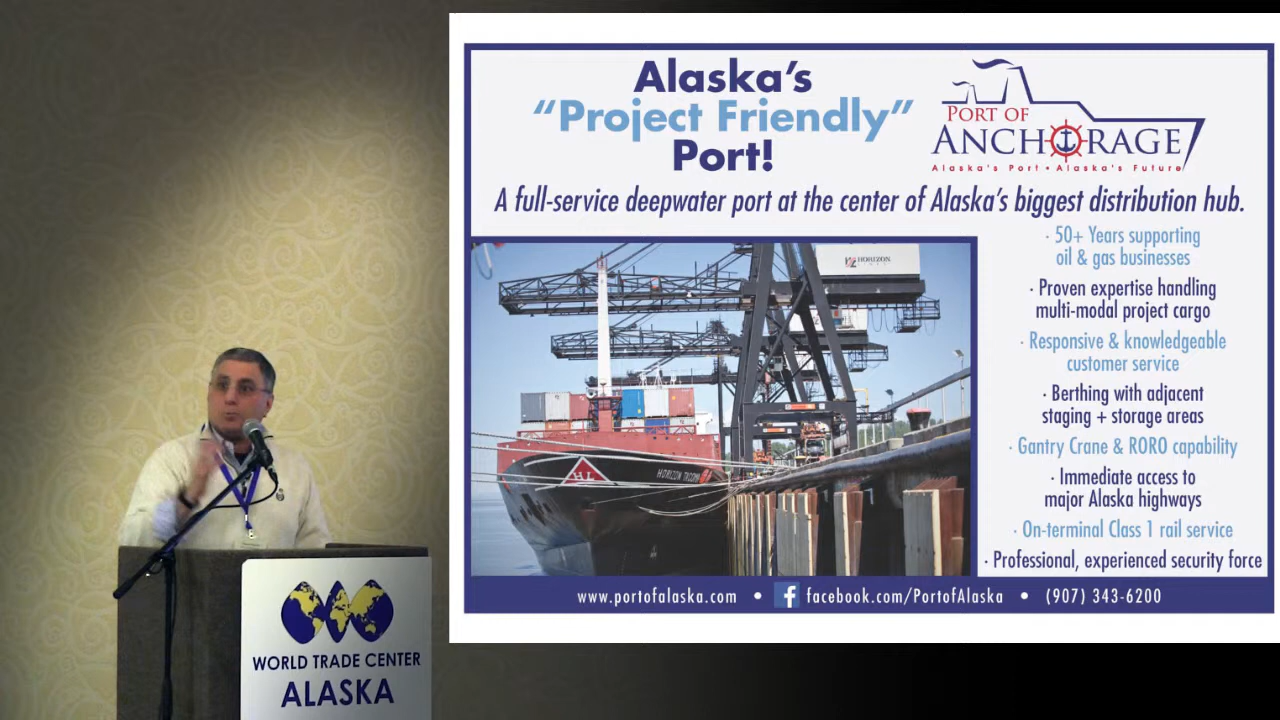 Alaska's
"Project Friendly"
Port!
PORT OF
ANCHORAGE
Alaska's Port • Alaska's Future
A full-service deepwater port at the center of Alaska's biggest distribution hub.
· 50+ Years supporting
oil & gas businesses
· Proven expertise handling
multi-modal project cargo
· Responsive & knowledgeable
customer service
· Berthing with adjacent
staging + storage areas
· Gantry Crane & RORO capability
· Immediate access to
major Alaska highways
· On-terminal Class 1 rail service
· Professional, experienced security force
HORIZON
HORIZON
www.portofalaska.com • facebook.com/PortofAlaska • (907) 343-6200
WORLD TRADE CENTER
ALASKA